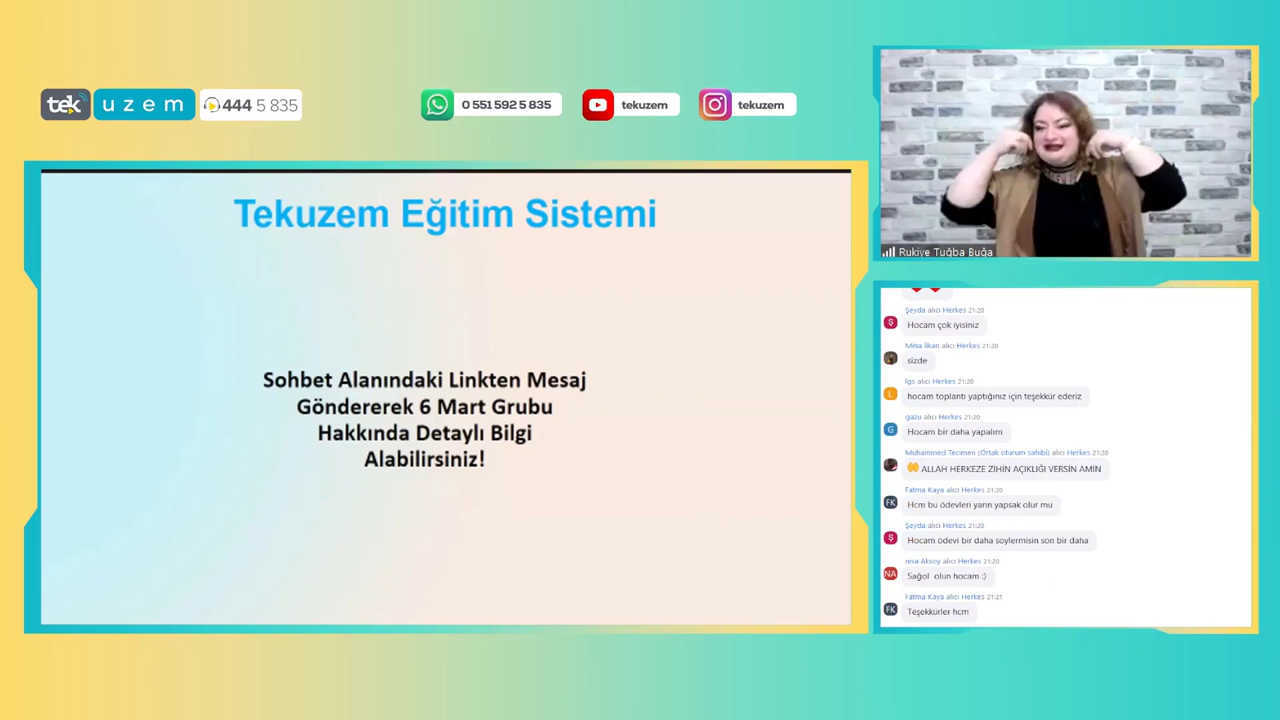 tek uzem 444 5 835
0 551 592 5 835
tekuzem
tekuzem
Tekuzem Eğitim Sistemi
Sohbet Alanındaki Linkten Mesaj
Göndererek 6 Mart Grubu
Hakkında Detaylı Bilgi
Alabilirsiniz!
Rukiye Tuğba Buğa
Şeyda alıcı Herkes 21:20
Ş
Hocam çok iyisiniz
Mina ilkan alıcı Herkes 21:20
sizde
lgs alıcı Herkes 21:20
L
hocam toplantı yaptığınız için teşekkür ederiz
gazu alıcı Herkes 21:20
G
Hocam bir daha yapalım
Muhammed Tecimen (Ortak oturum sahibi) alıcı Herkes 21:20
ALLAH HERKEZE ZİHİN AÇIKLIĞI VERSİN AMİN
Fatma Kaya alıcı Herkes 21:20
FK
Hcm bu ödevleri yarın yapsak olur mu
Şeyda alıcı Herkes 21:20
Ş
Hocam ödevi bir daha soylermisin son bir daha
nisa Aksoy alıcı Herkes 21:20
NA
Sağol olun hocam :)
Fatma Kaya alıcı Herkes 21:21
FK
Teşekkürler hcm